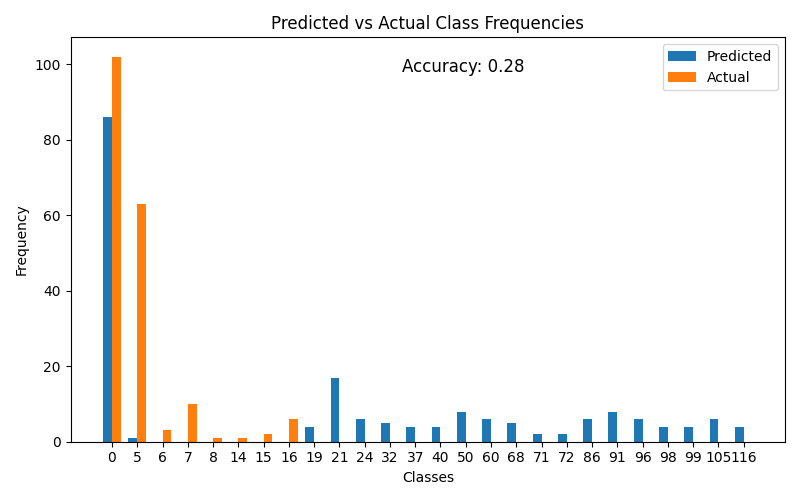 Predicted vs Actual Class Frequencies
Accuracy: 0.28
Predicted
Actual
Frequency
100
80
60
40
20
0
0 5 6 7 8 14 15 16 19 21 24 32 37 40 50 60 68 71 72 86 91 96 98 99 105 116
Classes